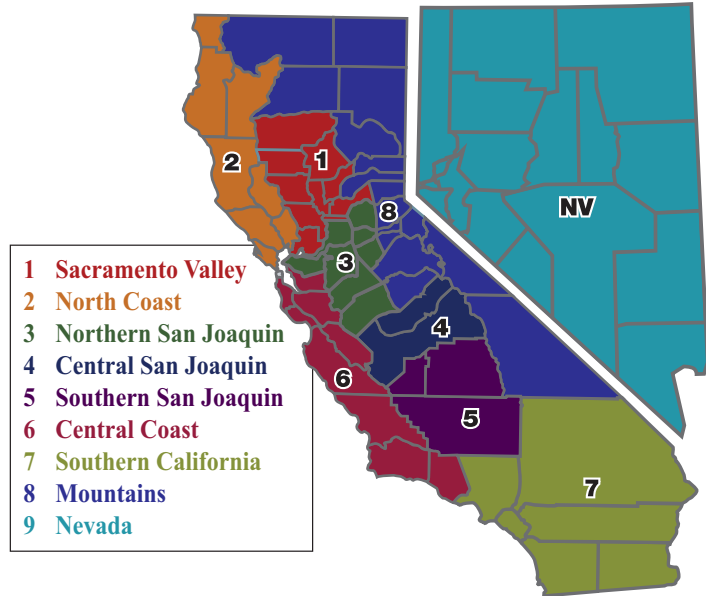 1
2
NV
8
3
1 Sacramento Valley
2 North Coast
3 Northern San Joaquin
4 Central San Joaquin
5 Southern San Joaquin
6 Central Coast
7 Southern California
8 Mountains
9 Nevada
4
6
5
7